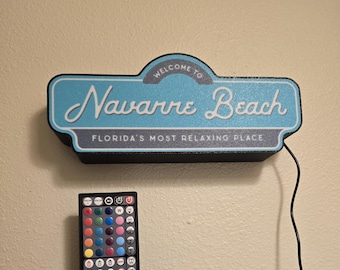 WELCOME TO
Navarre Beach
FLORIDA'S MOST RELAXING PLACE